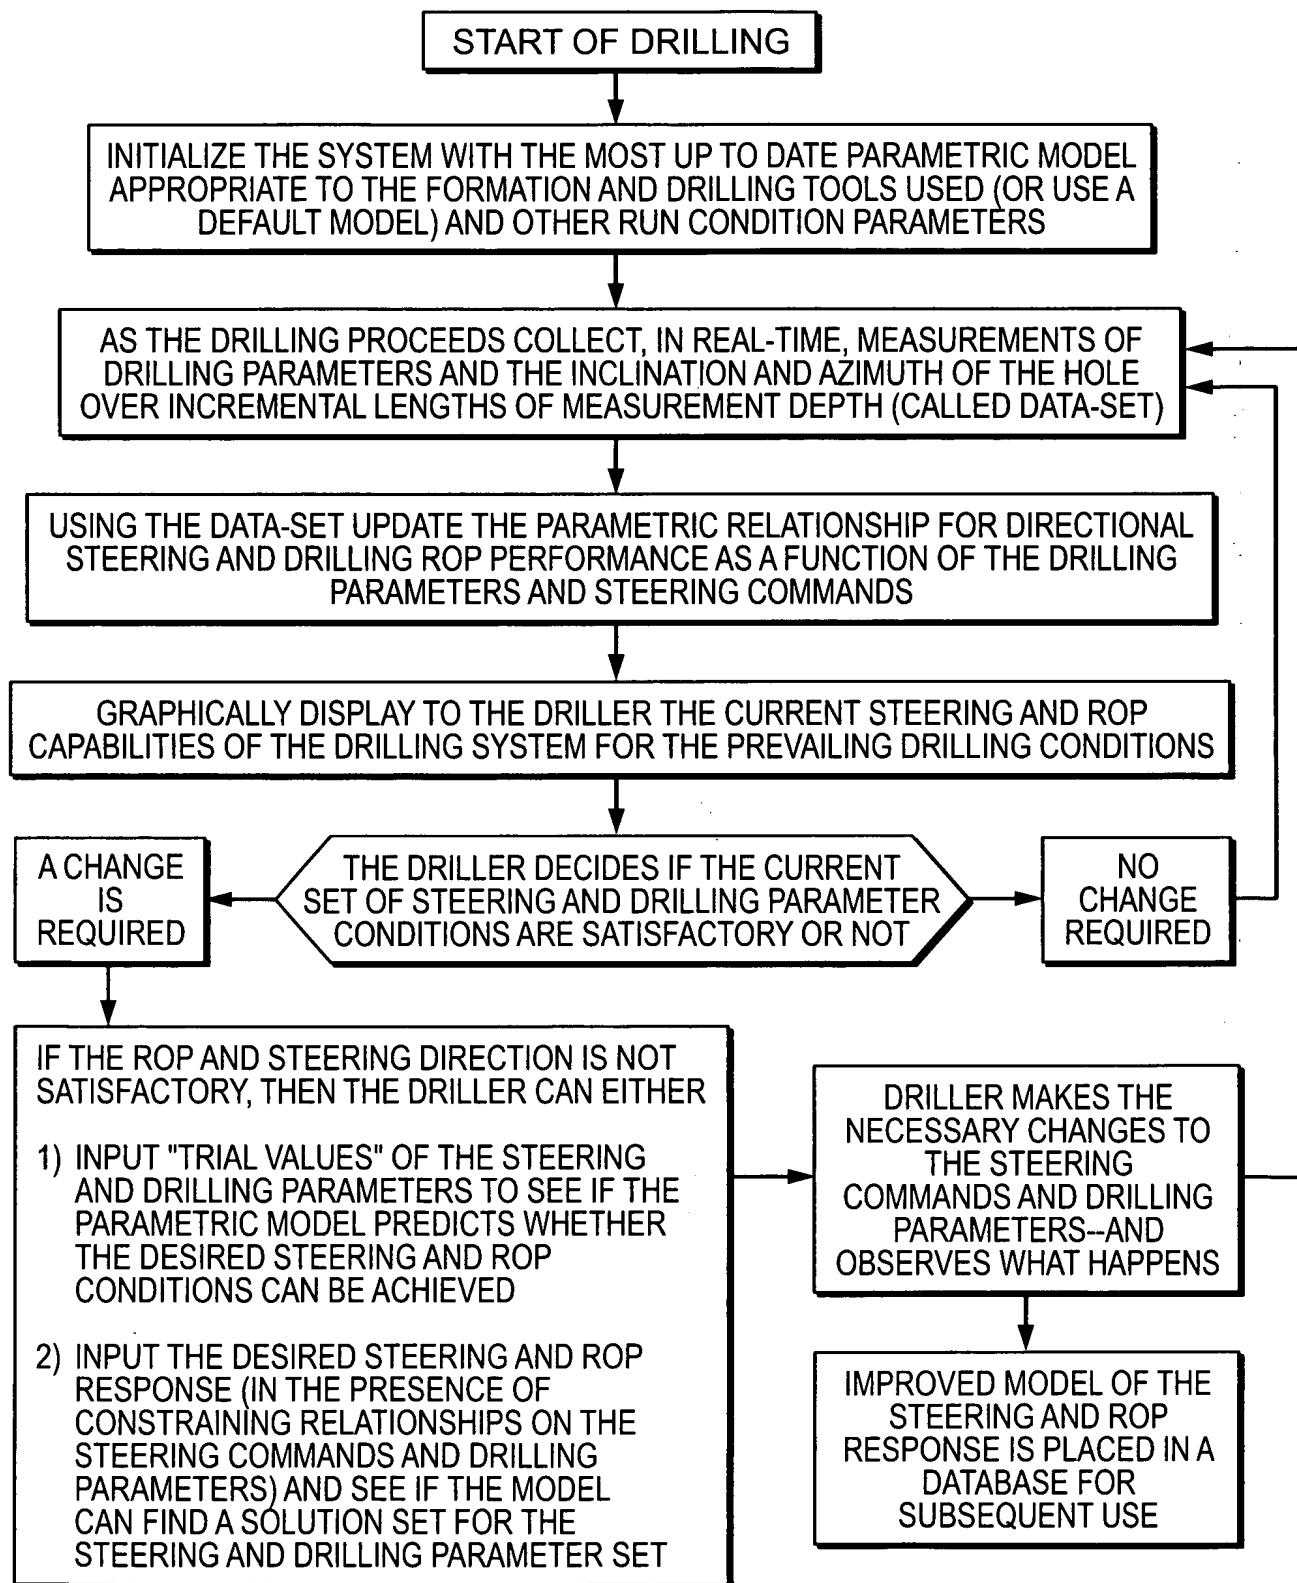 START OF DRILLING
INITIALIZE THE SYSTEM WITH THE MOST UP TO DATE PARAMETRIC MODEL
APPROPRIATE TO THE FORMATION AND DRILLING TOOLS USED (OR USE A
DEFAULT MODEL) AND OTHER RUN CONDITION PARAMETERS
AS THE DRILLING PROCEEDS COLLECT, IN REAL-TIME, MEASUREMENTS OF
DRILLING PARAMETERS AND THE INCLINATION AND AZIMUTH OF THE HOLE
OVER INCREMENTAL LENGTHS OF MEASUREMENT DEPTH (CALLED DATA-SET)
USING THE DATA-SET UPDATE THE PARAMETRIC RELATIONSHIP FOR DIRECTIONAL
STEERING AND DRILLING ROP PERFORMANCE AS A FUNCTION OF THE DRILLING
PARAMETERS AND STEERING COMMANDS
GRAPHICALLY DISPLAY TO THE DRILLER THE CURRENT STEERING AND ROP
CAPABILITIES OF THE DRILLING SYSTEM FOR THE PREVAILING DRILLING CONDITIONS
A CHANGE
IS
REQUIRED
THE DRILLER DECIDES IF THE CURRENT
SET OF STEERING AND DRILLING PARAMETER
CONDITIONS ARE SATISFACTORY OR NOT
NO
CHANGE
REQUIRED
IF THE ROP AND STEERING DIRECTION IS NOT
SATISFACTORY, THEN THE DRILLER CAN EITHER
1) INPUT "TRIAL VALUES" OF THE STEERING
AND DRILLING PARAMETERS TO SEE IF THE
PARAMETRIC MODEL PREDICTS WHETHER
THE DESIRED STEERING AND ROP
CONDITIONS CAN BE ACHIEVED
2) INPUT THE DESIRED STEERING AND ROP
RESPONSE (IN THE PRESENCE OF
CONSTRAINING RELATIONSHIPS ON THE
STEERING COMMANDS AND DRILLING
PARAMETERS) AND SEE IF THE MODEL
CAN FIND A SOLUTION SET FOR THE
STEERING AND DRILLING PARAMETER SET
DRILLER MAKES THE
NECESSARY CHANGES TO
THE STEERING
COMMANDS AND DRILLING
PARAMETERS--AND
OBSERVES WHAT HAPPENS
IMPROVED MODEL OF THE
STEERING AND ROP
RESPONSE IS PLACED IN A
DATABASE FOR
SUBSEQUENT USE